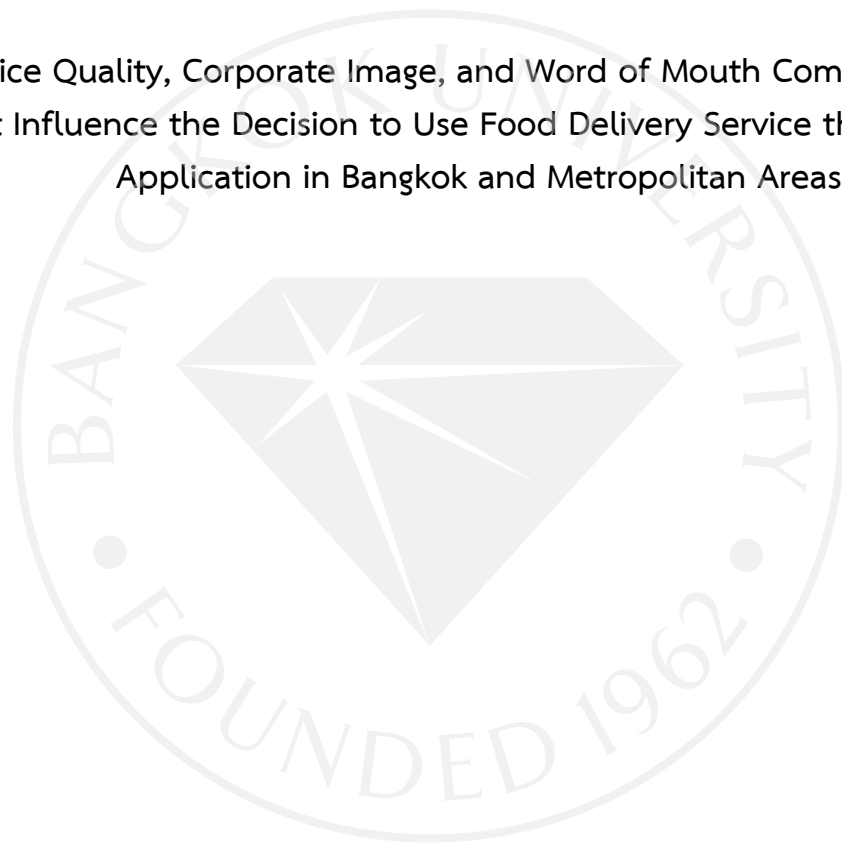 ice Quality, Corporate Image, and Word of Mouth Com
Influence the Decision to Use Food Delivery Service th
Application in Bangkok and Metropolitan Areas
BANGKOK UNIVERSITY
FOUNDED 1962